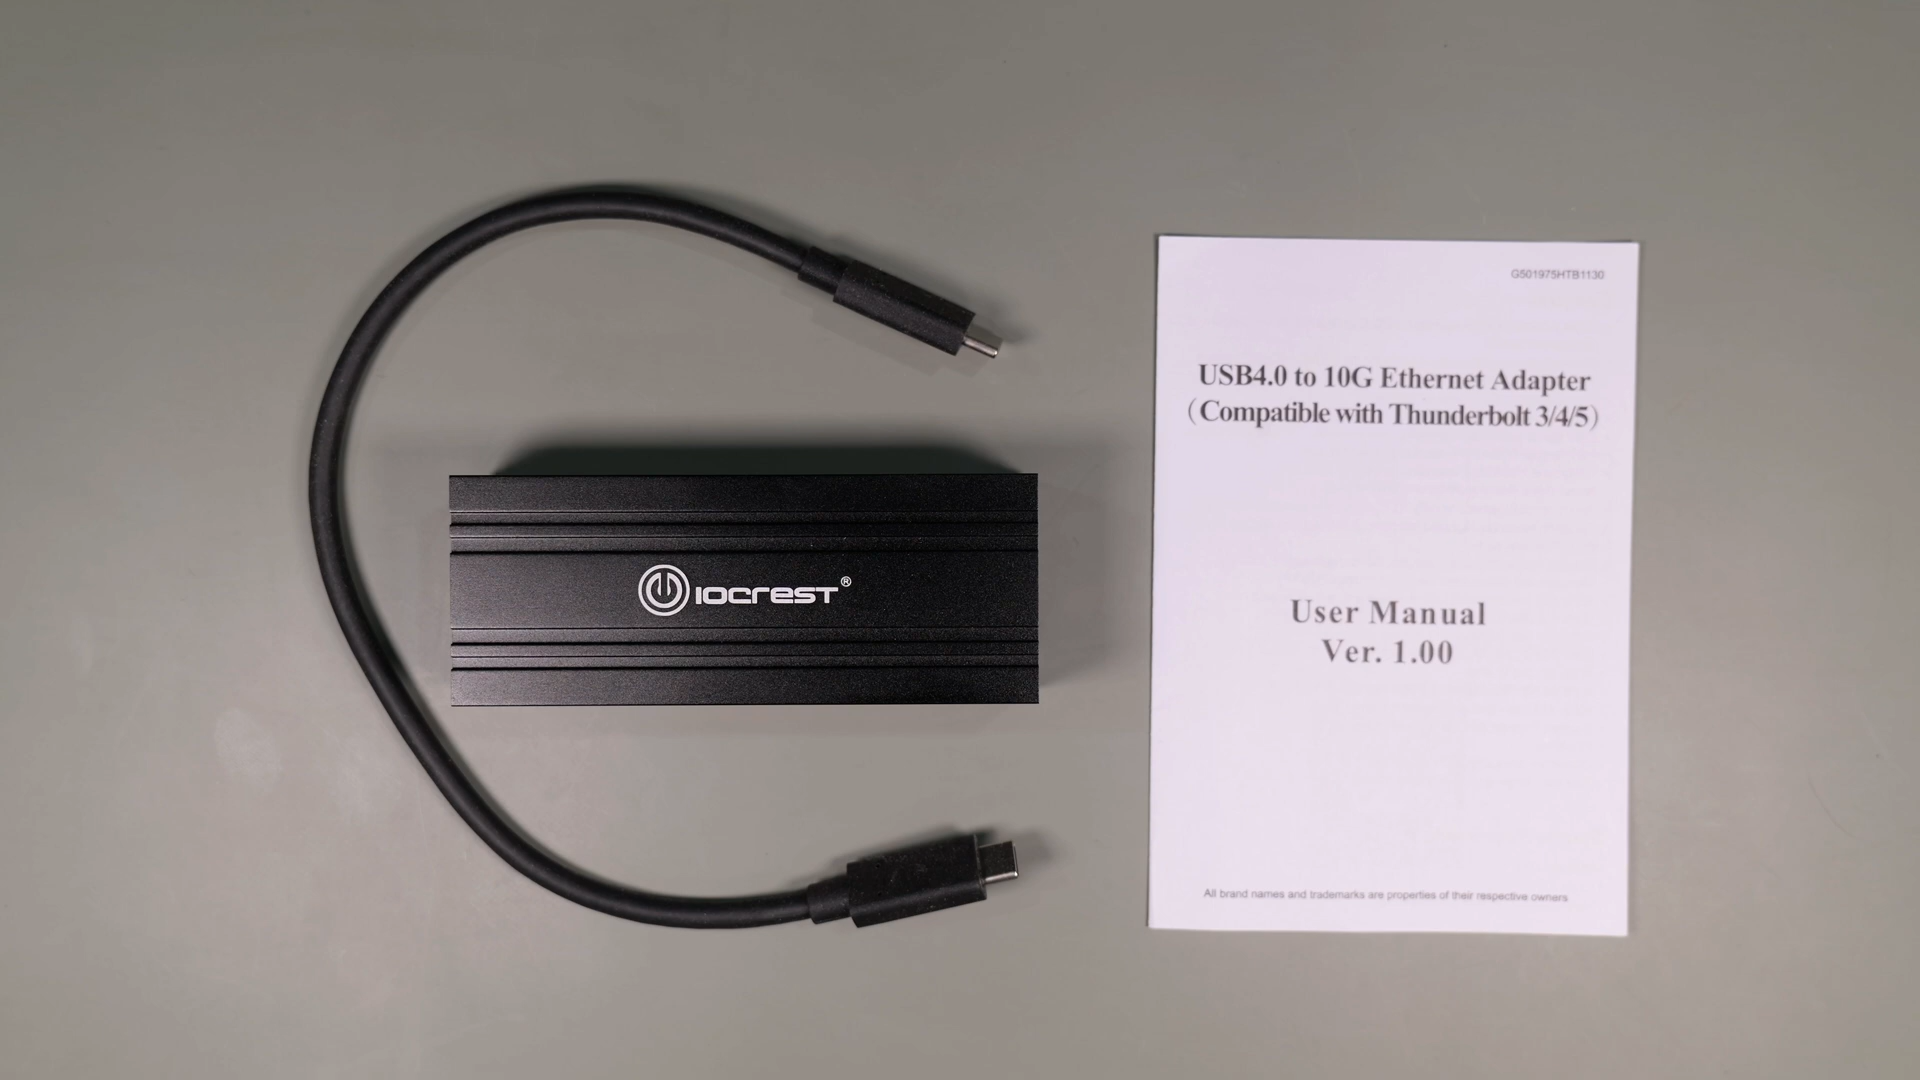 IOCREST®
G501975HTB1130
USB4.0 to 10G Ethernet Adapter
（Compatible with Thunderbolt 3/4/5）
User Manual
Ver. 1.00
All brand names and trademarks are properties of their respective owners